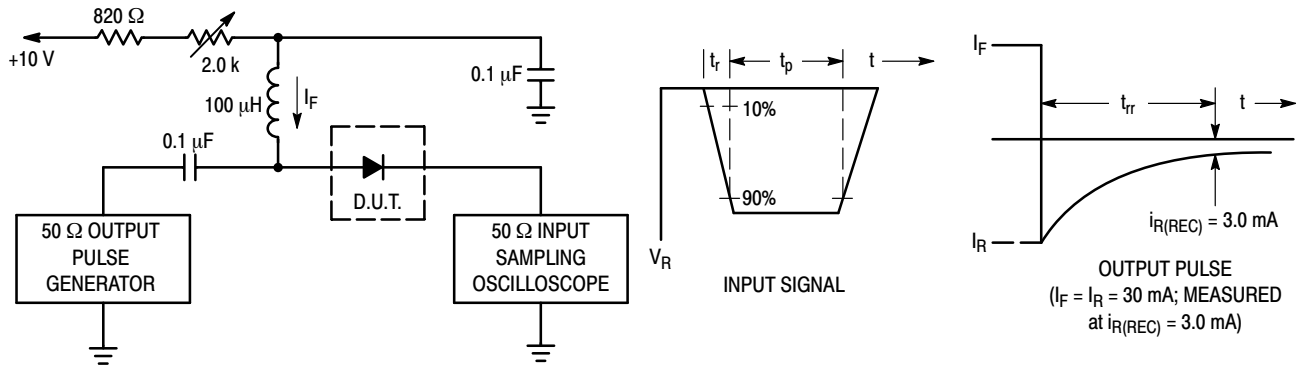 820 Ω
+10 V
2.0 k
100 μH
I_F
0.1 μF
0.1 μF
D.U.T.
50 Ω OUTPUT
PULSE
GENERATOR
50 Ω INPUT
SAMPLING
OSCILLOSCOPE
t_r
t_p
t
10%
90%
V_R
INPUT SIGNAL
I_F
t_rr
t
I_R
i_R(REC) = 3.0 mA
OUTPUT PULSE
(I_F = I_R = 30 mA; MEASURED
at i_R(REC) = 3.0 mA)